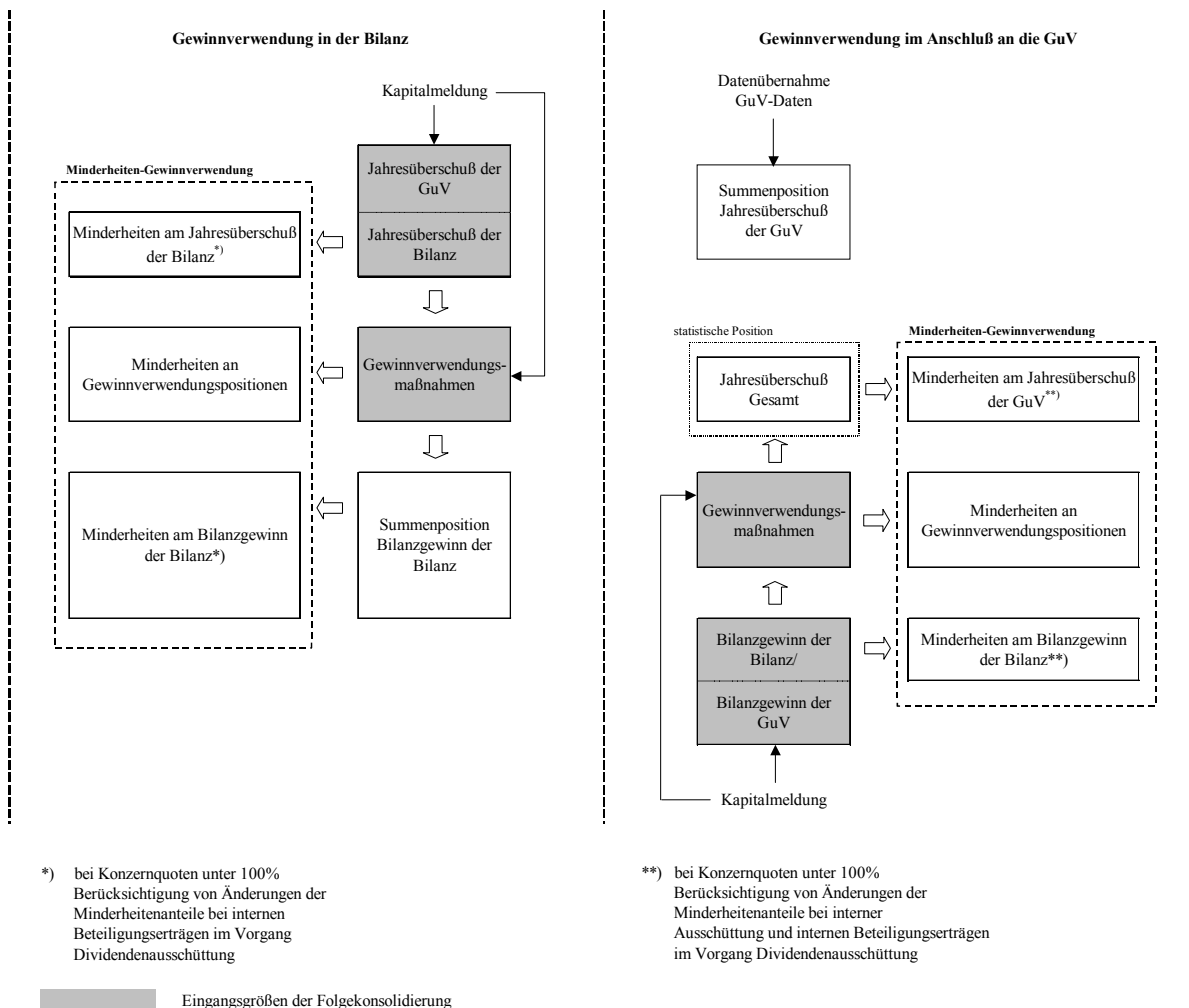 Gewinnverwendung in der Bilanz
Kapitalmeldung
Jahresüberschuß der
GuV
Minderheiten-Gewinnverwendung
Minderheiten am Jahresüberschuß
der Bilanz*)
Jahresüberschuß der
Bilanz
Minderheiten an
Gewinnverwendungspositionen
Gewinnverwendungs-
maßnahmen
Minderheiten am Bilanzgewinn
der Bilanz*)
Summenposition
Bilanzgewinn der
Bilanz
Gewinnverwendung im Anschluß an die GuV
Datenübernahme
GuV-Daten
Summenposition
Jahresüberschuß
der GuV
statistische Position
Minderheiten-Gewinnverwendung
Jahresüberschuß
Gesamt
Minderheiten am Jahresüberschuß
der GuV**)
Gewinnverwendungs-
maßnahmen
Minderheiten an
Gewinnverwendungspositionen
Bilanzgewinn der
Bilanz/
Minderheiten am Bilanzgewinn
der Bilanz**)
Bilanzgewinn der
GuV
Kapitalmeldung
*) bei Konzernquoten unter 100%
Berücksichtigung von Änderungen der
Minderheitenanteile bei internen
Beteiligungserträgen im Vorgang
Dividendenausschüttung
**) bei Konzernquoten unter 100%
Berücksichtigung von Änderungen der
Minderheitenanteile bei interner
Ausschüttung und internen Beteiligungserträgen
im Vorgang Dividendenausschüttung
Eingangsgrößen der Folgekonsolidierung